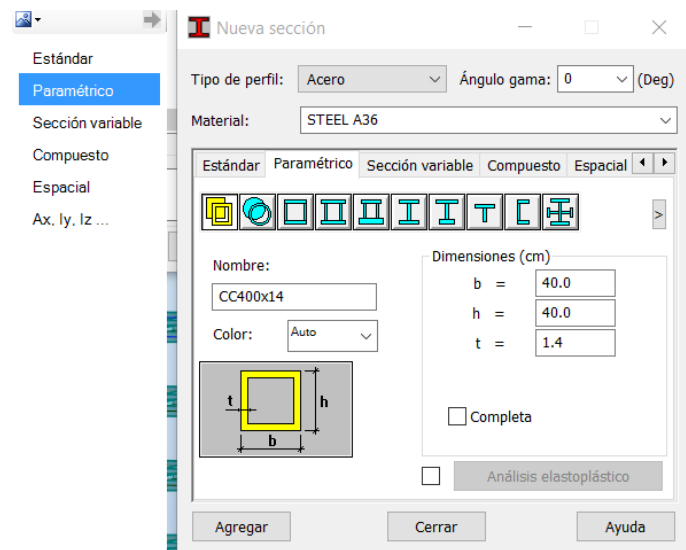 Estándar
Paramétrico
Sección variable
Compuesto
Espacial
Ax, Iy, Iz ...
Nueva sección
Tipo de perfil: Acero Ángulo gama: 0 (Deg)
Material: STEEL A36
Estándar Paramétrico Sección variable Compuesto Espacial
>
Nombre:
CC400x14
Color: Auto
Dimensiones (cm)
b = 40.0
h = 40.0
t = 1.4
t h
b
Completa
Análisis elastoplástico
Agregar Cerrar Ayuda